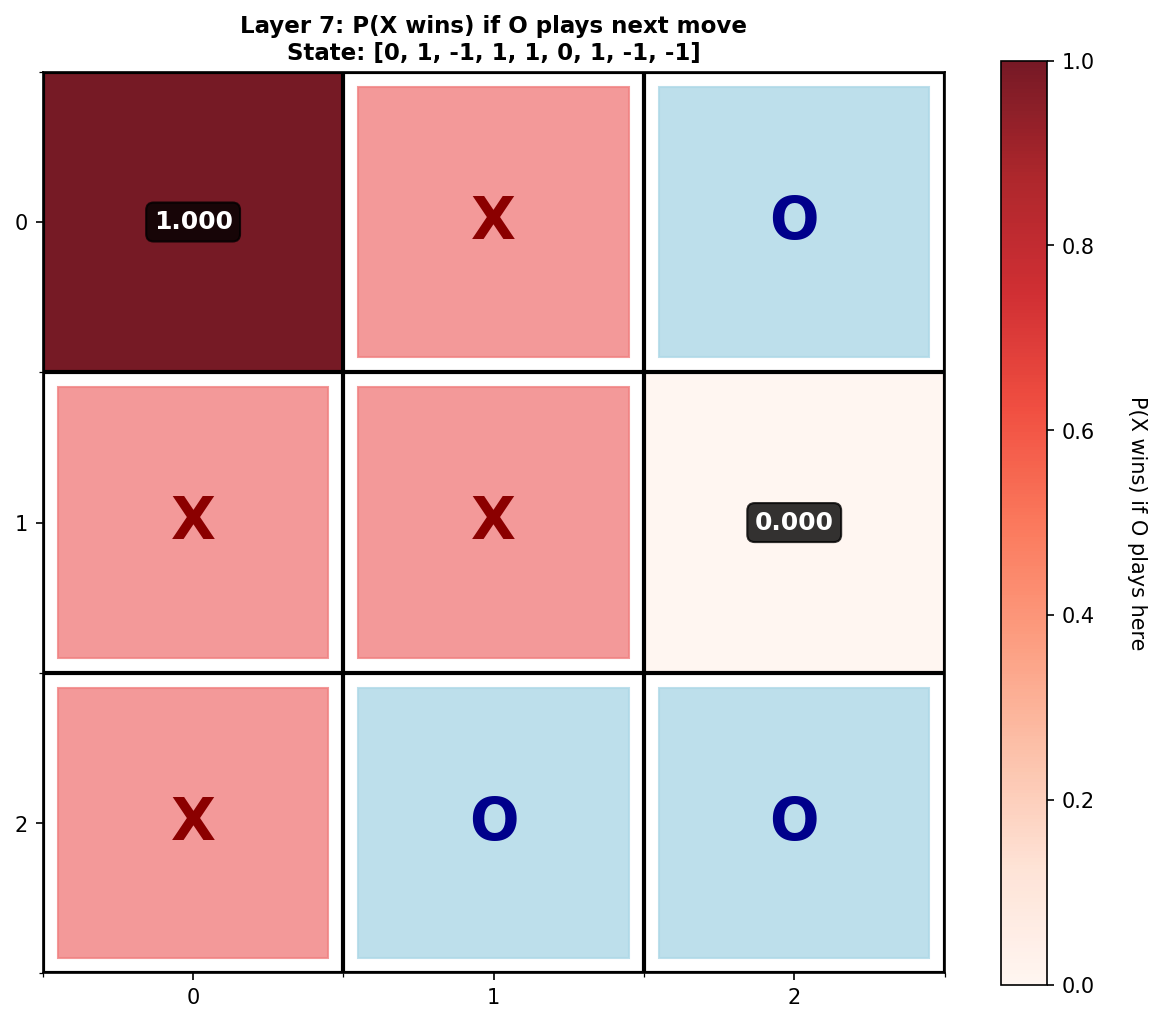 Layer 7: P(X wins) if O plays next move
State: [0, 1, -1, 1, 1, 0, 1, -1, -1]
0
1.000
X
O
1
X
X
0.000
2
X
O
O
0
1
2
1.0
0.8
0.6
0.4
0.2
0.0
P(X wins) if O plays here